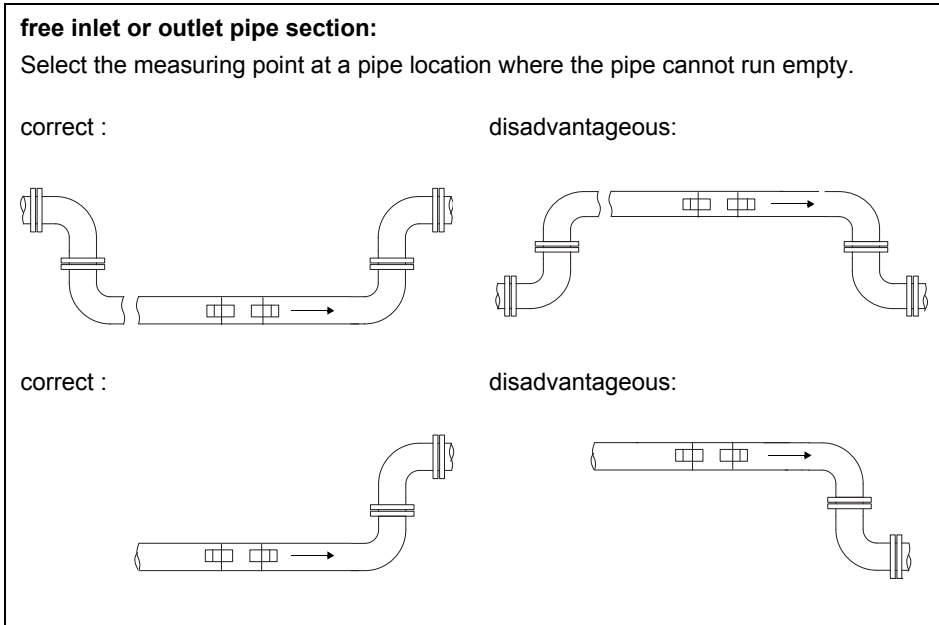 free inlet or outlet pipe section:
Select the measuring point at a pipe location where the pipe cannot run empty.
correct :
disadvantageous:
correct :
disadvantageous: